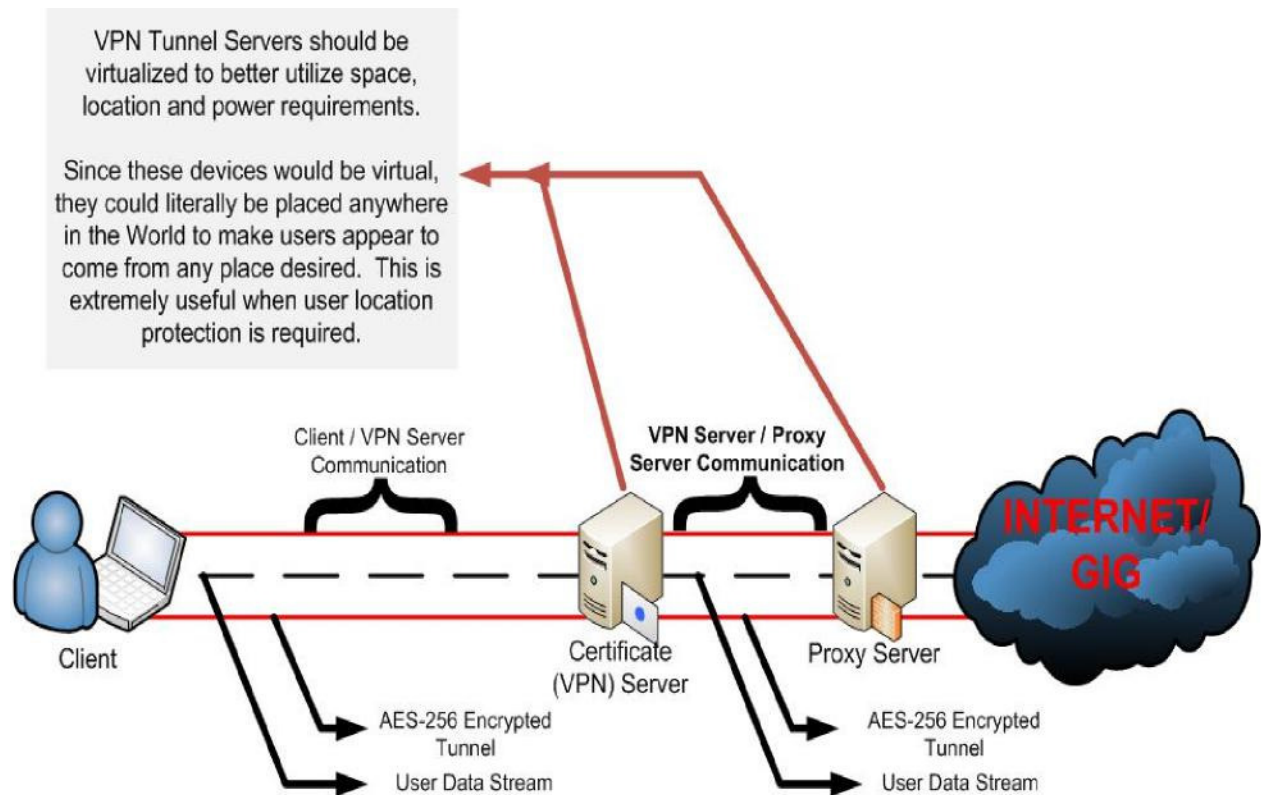 VPN Tunnel Servers should be
virtualized to better utilize space,
location and power requirements.
Since these devices would be virtual,
they could literally be placed anywhere
in the World to make users appear to
come from any place desired.  This is
extremely useful when user location
protection is required.
Client / VPN Server
Communication
VPN Server / Proxy
Server Communication
INTERNET/
GIG
Client
Certificate
(VPN) Server
Proxy Server
AES-256 Encrypted
Tunnel
User Data Stream
AES-256 Encrypted
Tunnel
User Data Stream